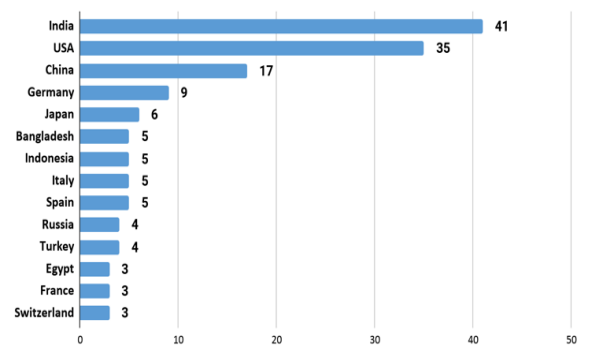 India 41
USA 35
China 17
Germany 9
Japan 6
Bangladesh 5
Indonesia 5
Italy 5
Spain 5
Russia 4
Turkey 4
Egypt 3
France 3
Switzerland 3
0 10 20 30 40 50